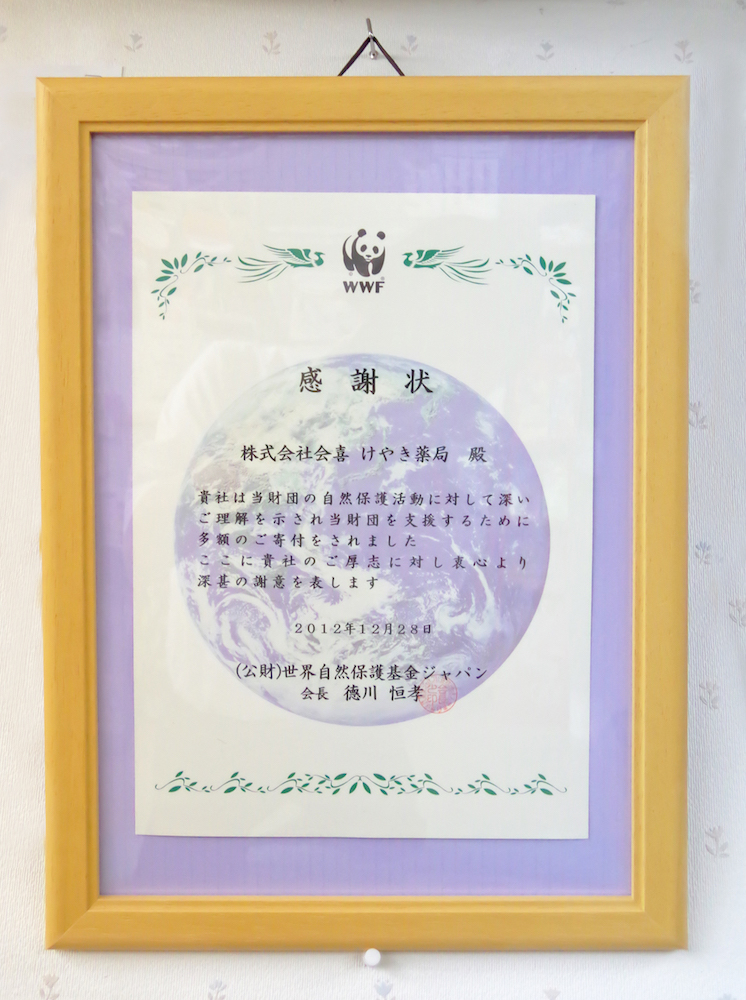 WWF
感謝状
株式会社会喜 けやき薬局 殿
貴社は当財団の自然保護活動に対して深い
ご理解を示され当財団を支援するために
多額のご寄付をされました
ここに貴社のご厚志に対し衷心より
深甚の謝意を表します
2012年12月28日
(公財)世界自然保護基金ジャパン
会長 德川 恒孝